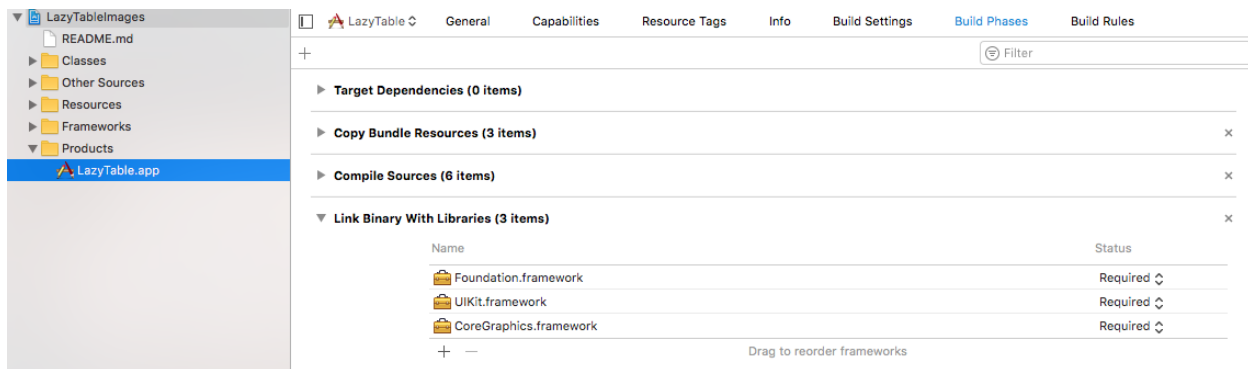 LazyTableImages
README.md
Classes
Other Sources
Resources
Frameworks
Products
LazyTable.app
LazyTable General Capabilities Resource Tags Info Build Settings Build Phases Build Rules
+ Filter
Target Dependencies (0 items)
Copy Bundle Resources (3 items) ×
Compile Sources (6 items) ×
Link Binary With Libraries (3 items) ×
Name Status
Foundation.framework Required
UIKit.framework Required
CoreGraphics.framework Required
+ — Drag to reorder frameworks